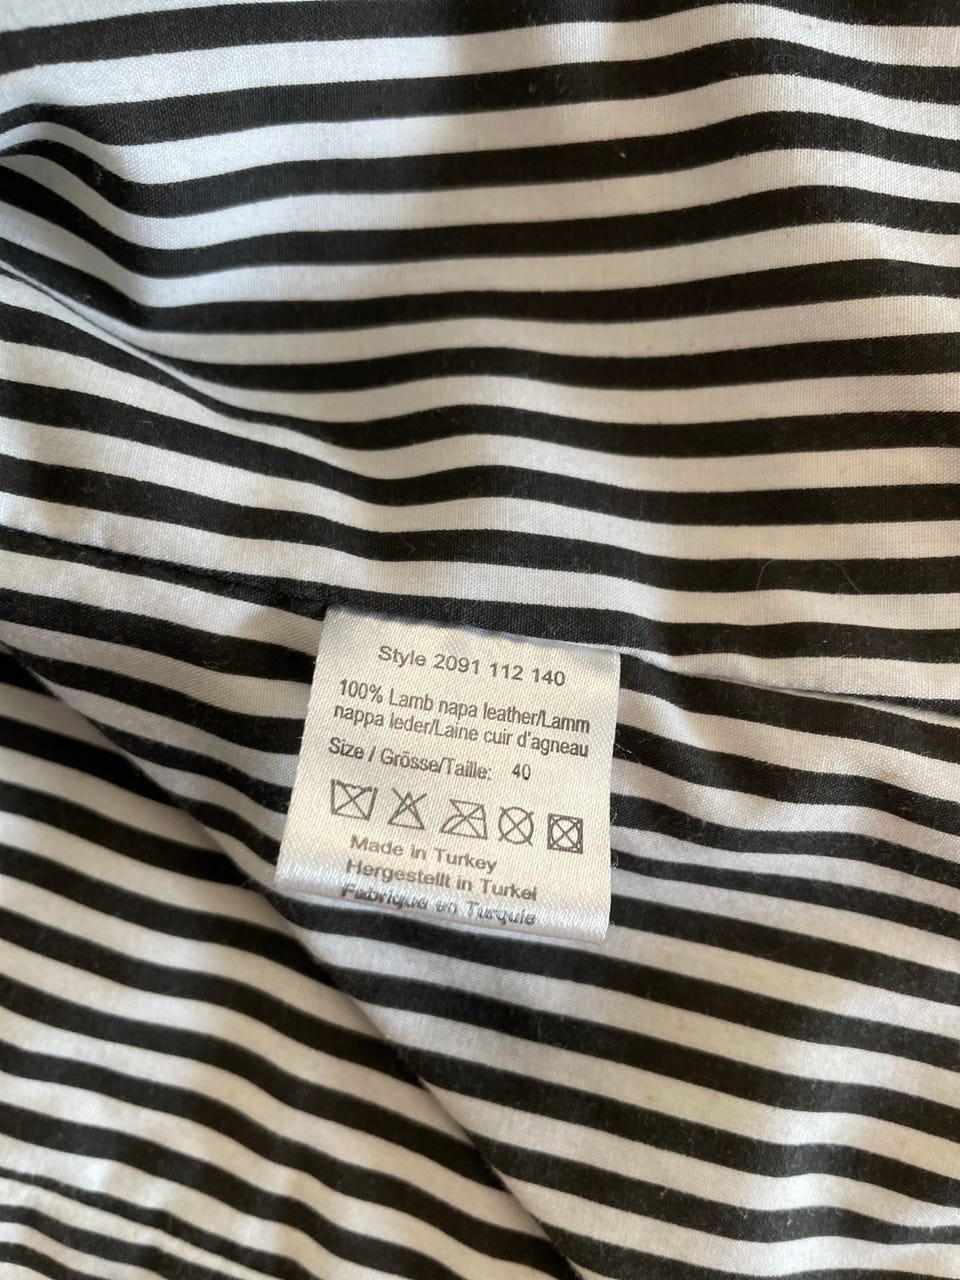 Style 2091 112 140
100% Lamb napa leather/Lamm
nappa leder/Laine cuir d'agneau
Size / Grösse/Taille: 40
Made in Turkey
Hergestellt in Turkei
Fabrique en Turquie